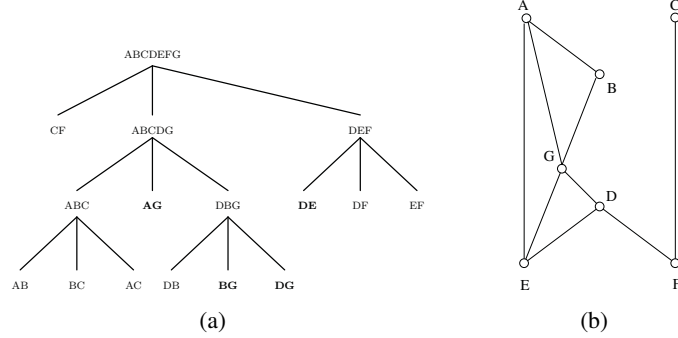 ABCDEFG
CF ABCDG DEF
ABC AG DBG DE DF EF
AB BC AC DB BG DG
(a)
A C
B
G
D
E F
(b)